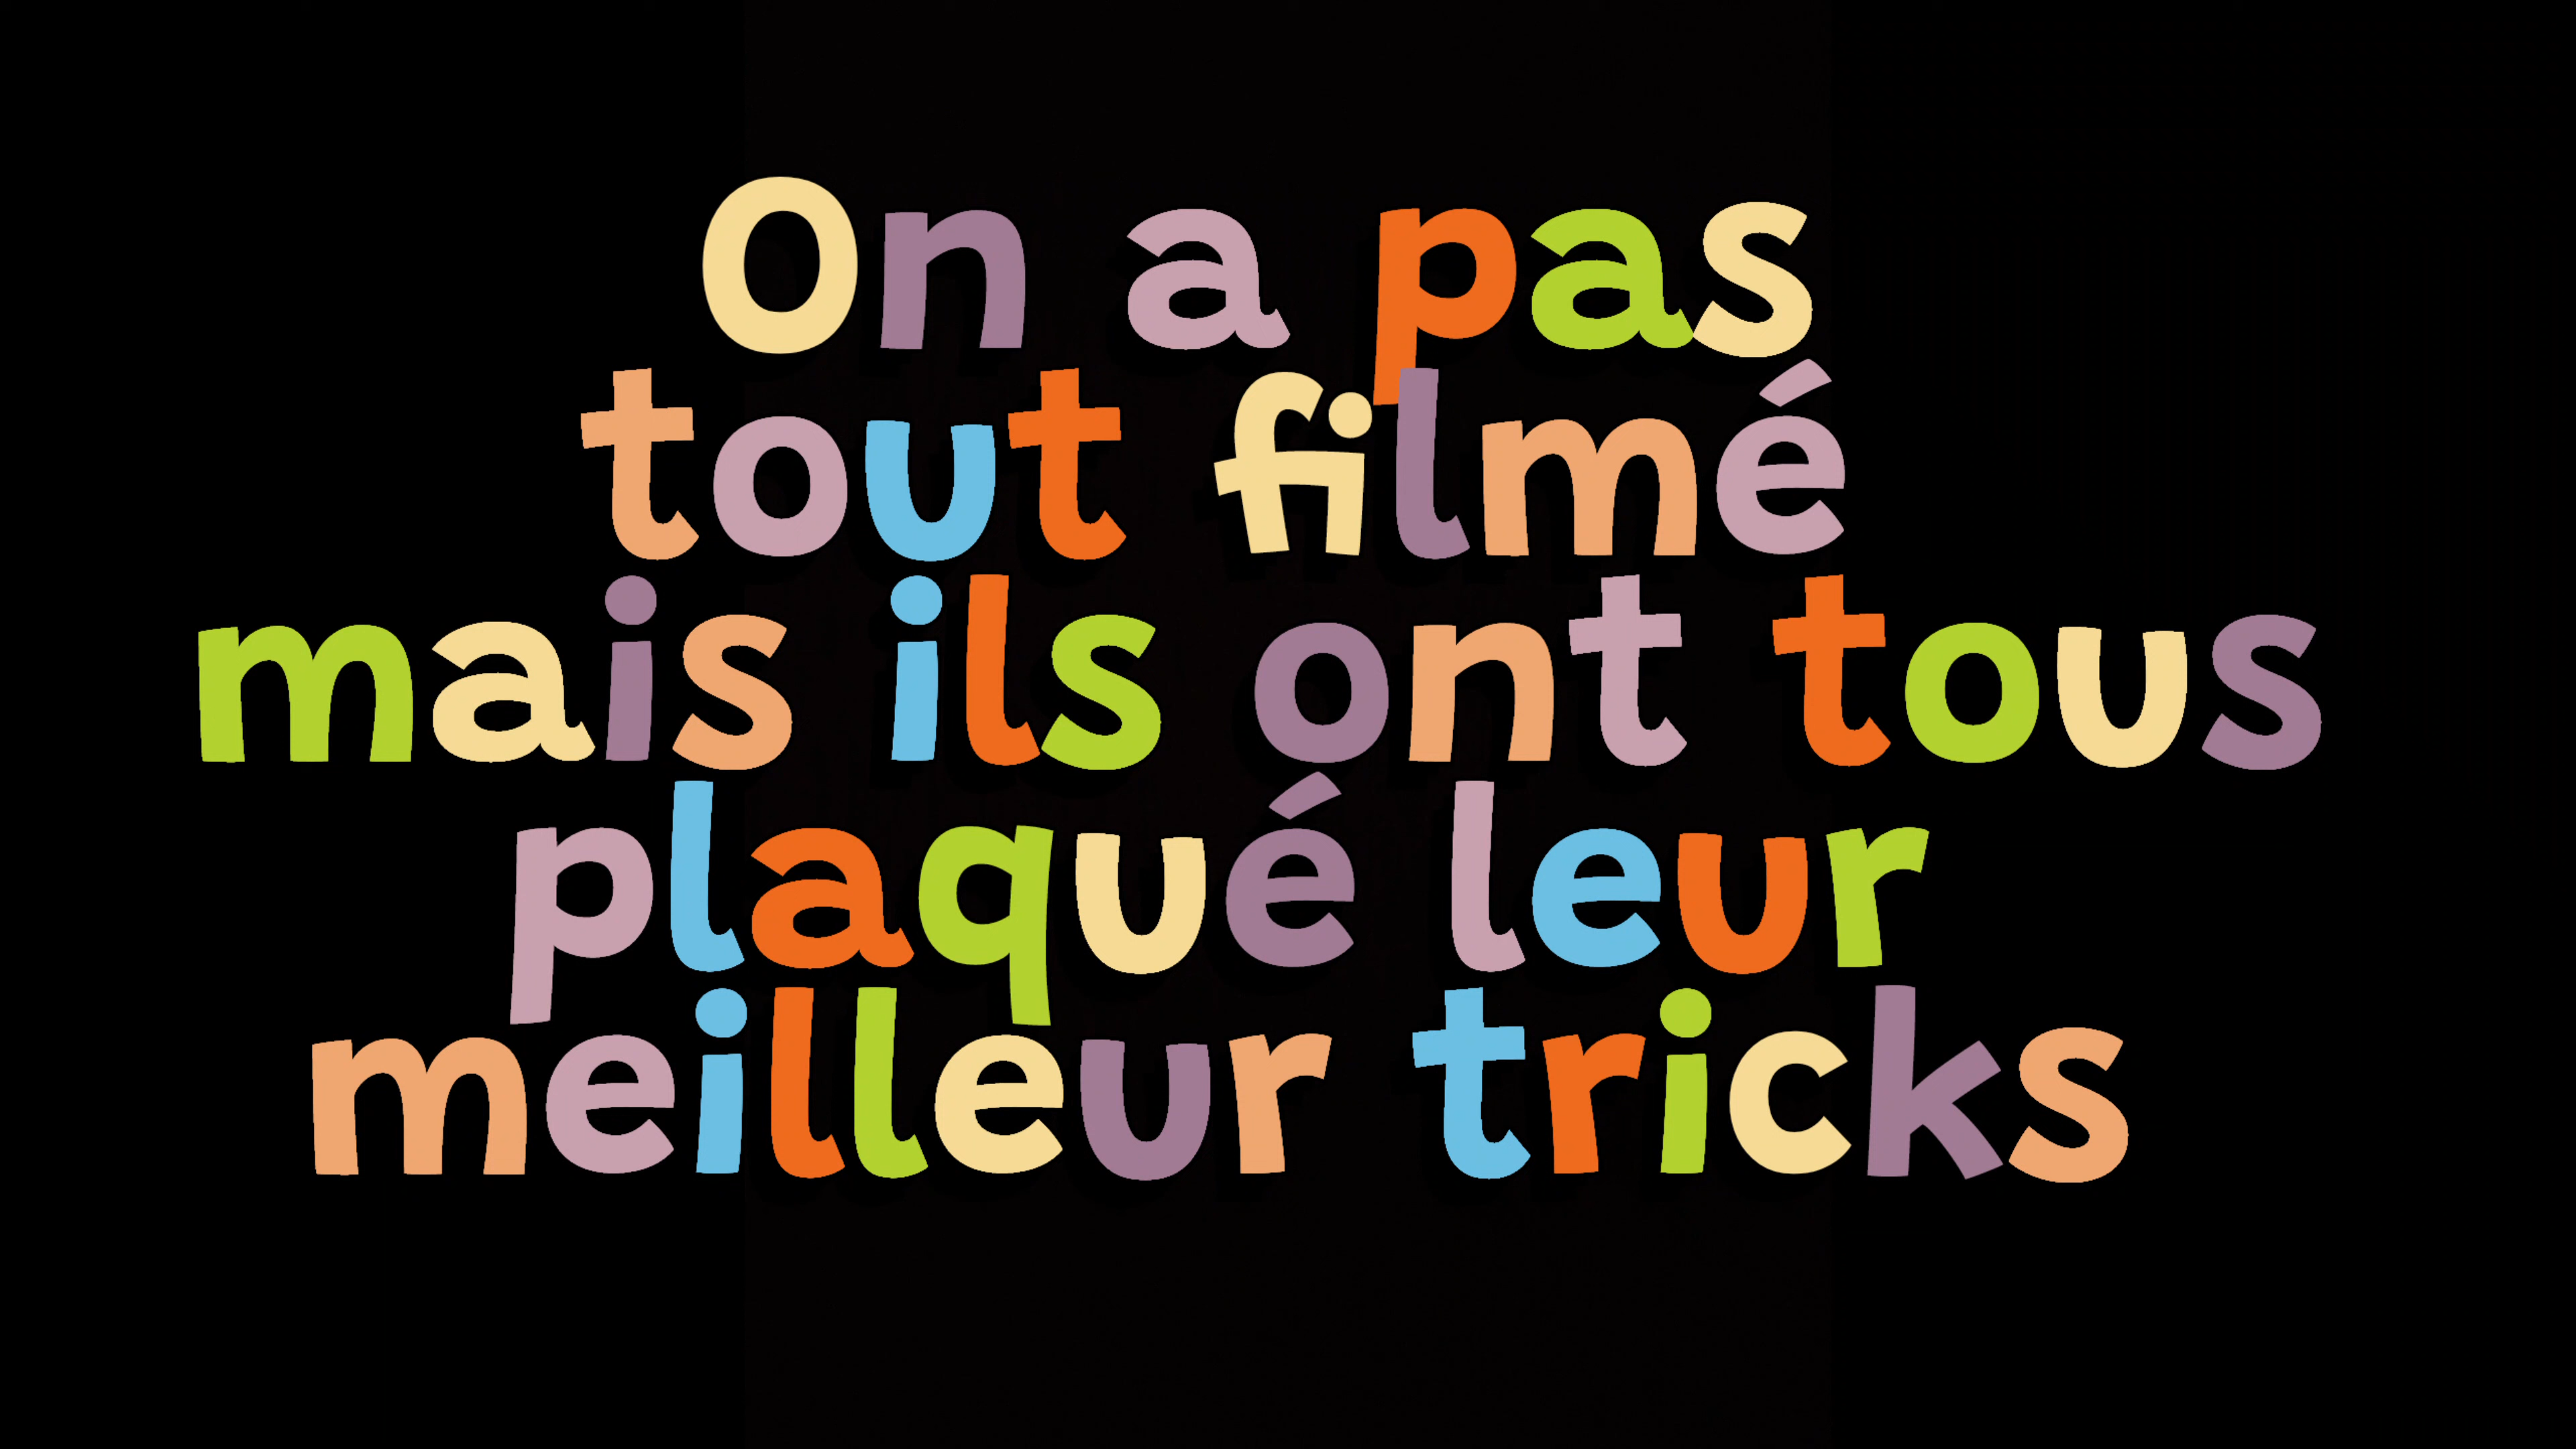 On a pas
tout filmé
mais ils ont tous
plaqué leur
meilleur tricks